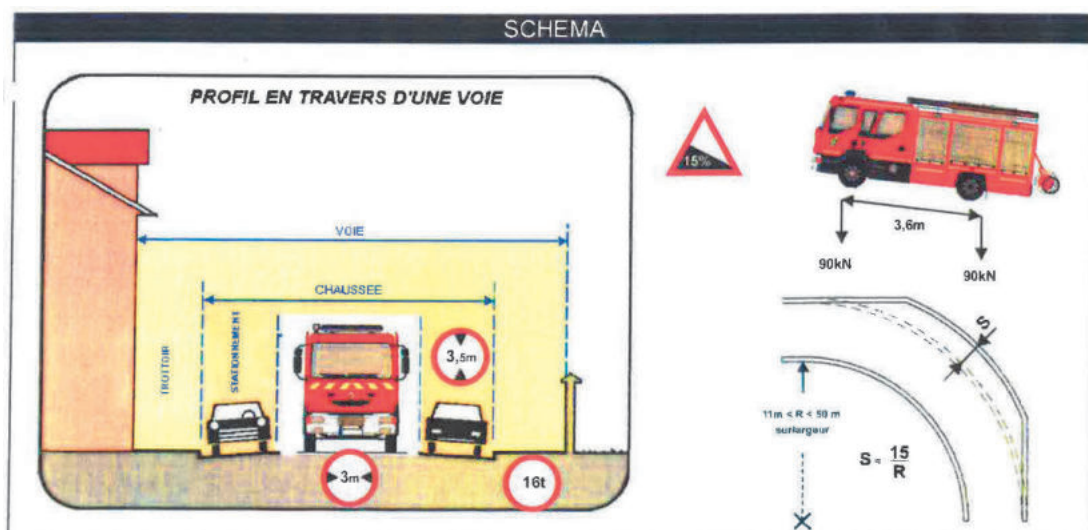 SCHEMA
PROFIL EN TRAVERS D'UNE VOIE
VOIE
CHAUSSEE
TROTTOIR
STATIONNEMENT
3,5m
3m
16t
15%
3,6m
90kN
90kN
S
11m < R < 50 m
surlargeur
S = 15
R